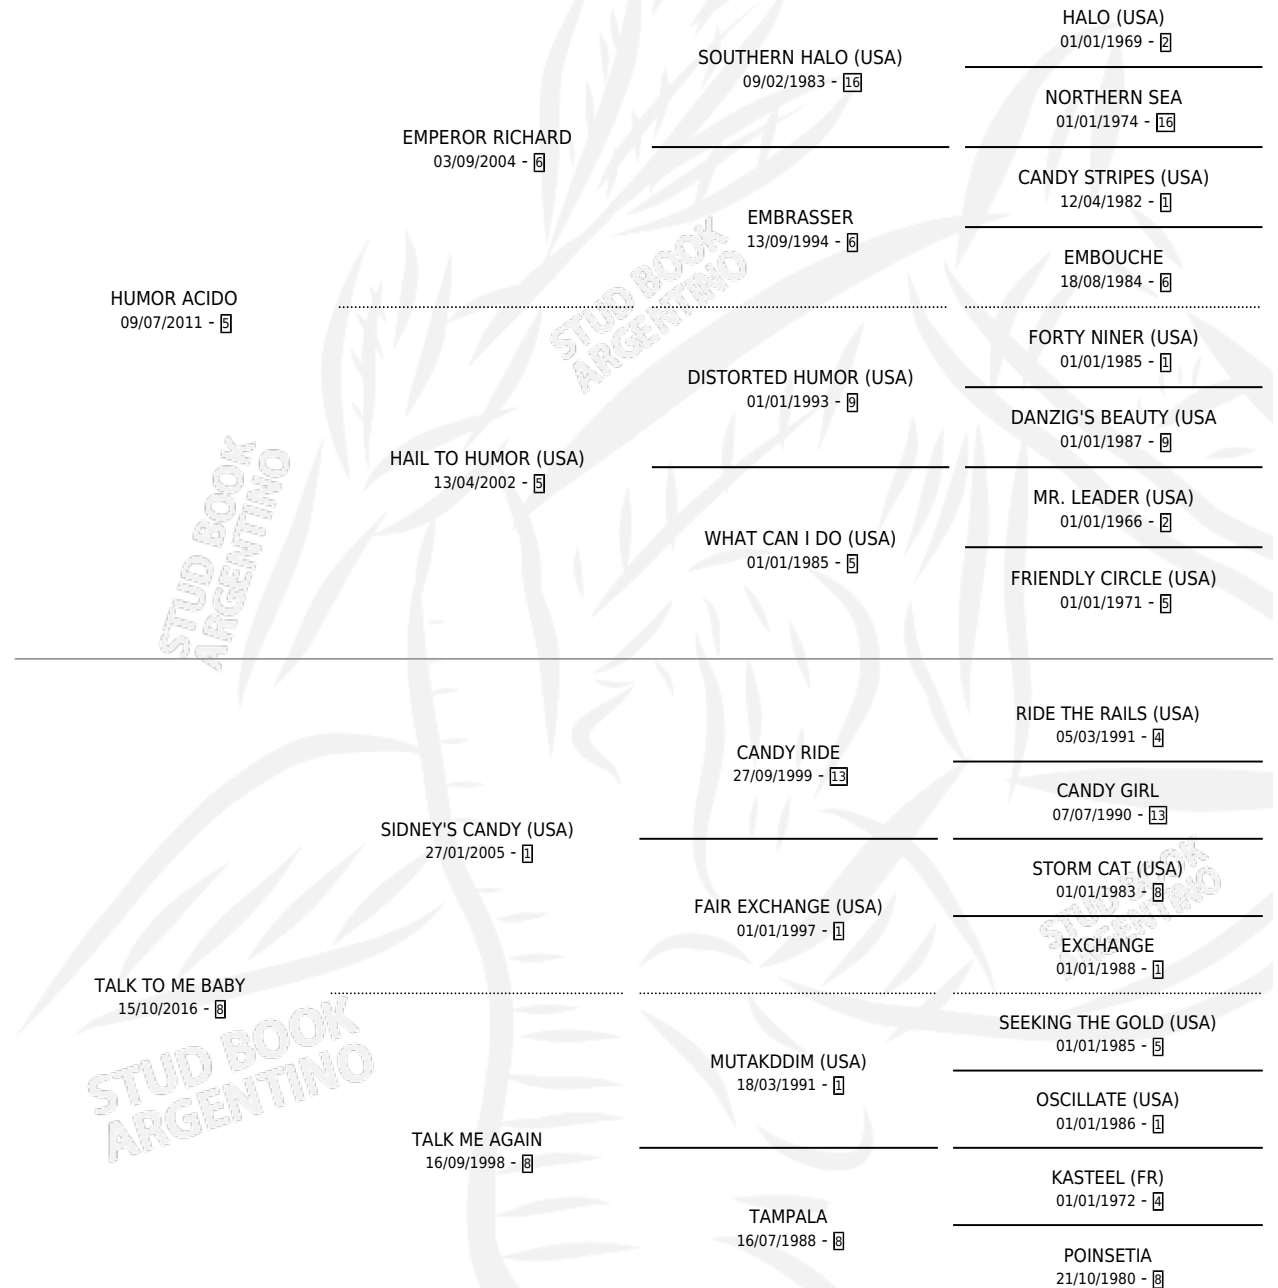 HALO (USA)
01/01/1969 - 2
SOUTHERN HALO (USA)
09/02/1983 - 16
NORTHERN SEA
01/01/1974 - 16
EMPEROR RICHARD
03/09/2004 - 6
CANDY STRIPES (USA)
12/04/1982 - 1
EMBRASSER
13/09/1994 - 6
EMBOUCHE
18/08/1984 - 6
HUMOR ACIDO
09/07/2011 - 5
FORTY NINER (USA)
01/01/1985 - 1
DISTORTED HUMOR (USA)
01/01/1993 - 9
DANZIG'S BEAUTY (USA
01/01/1987 - 9
HAIL TO HUMOR (USA)
13/04/2002 - 5
MR. LEADER (USA)
01/01/1966 - 2
WHAT CAN I DO (USA)
01/01/1985 - 5
FRIENDLY CIRCLE (USA)
01/01/1971 - 5
RIDE THE RAILS (USA)
05/03/1991 - 4
CANDY RIDE
27/09/1999 - 13
CANDY GIRL
07/07/1990 - 13
SIDNEY'S CANDY (USA)
27/01/2005 - 1
STORM CAT (USA)
01/01/1983 - 8
FAIR EXCHANGE (USA)
01/01/1997 - 1
EXCHANGE
01/01/1988 - 1
TALK TO ME BABY
15/10/2016 - 8
SEEKING THE GOLD (USA)
01/01/1985 - 5
MUTAKDDIM (USA)
18/03/1991 - 1
OSCILLATE (USA)
01/01/1986 - 1
TALK ME AGAIN
16/09/1998 - 8
KASTEEL (FR)
01/01/1972 - 4
TAMPALA
16/07/1988 - 8
POINSETIA
21/10/1980 - 8
STUD BOOK
ARGENTINO
STUD BOOK
ARGENTINO
STUD BOOK
ARGENTINO
STUD BOOK
ARGENTINO